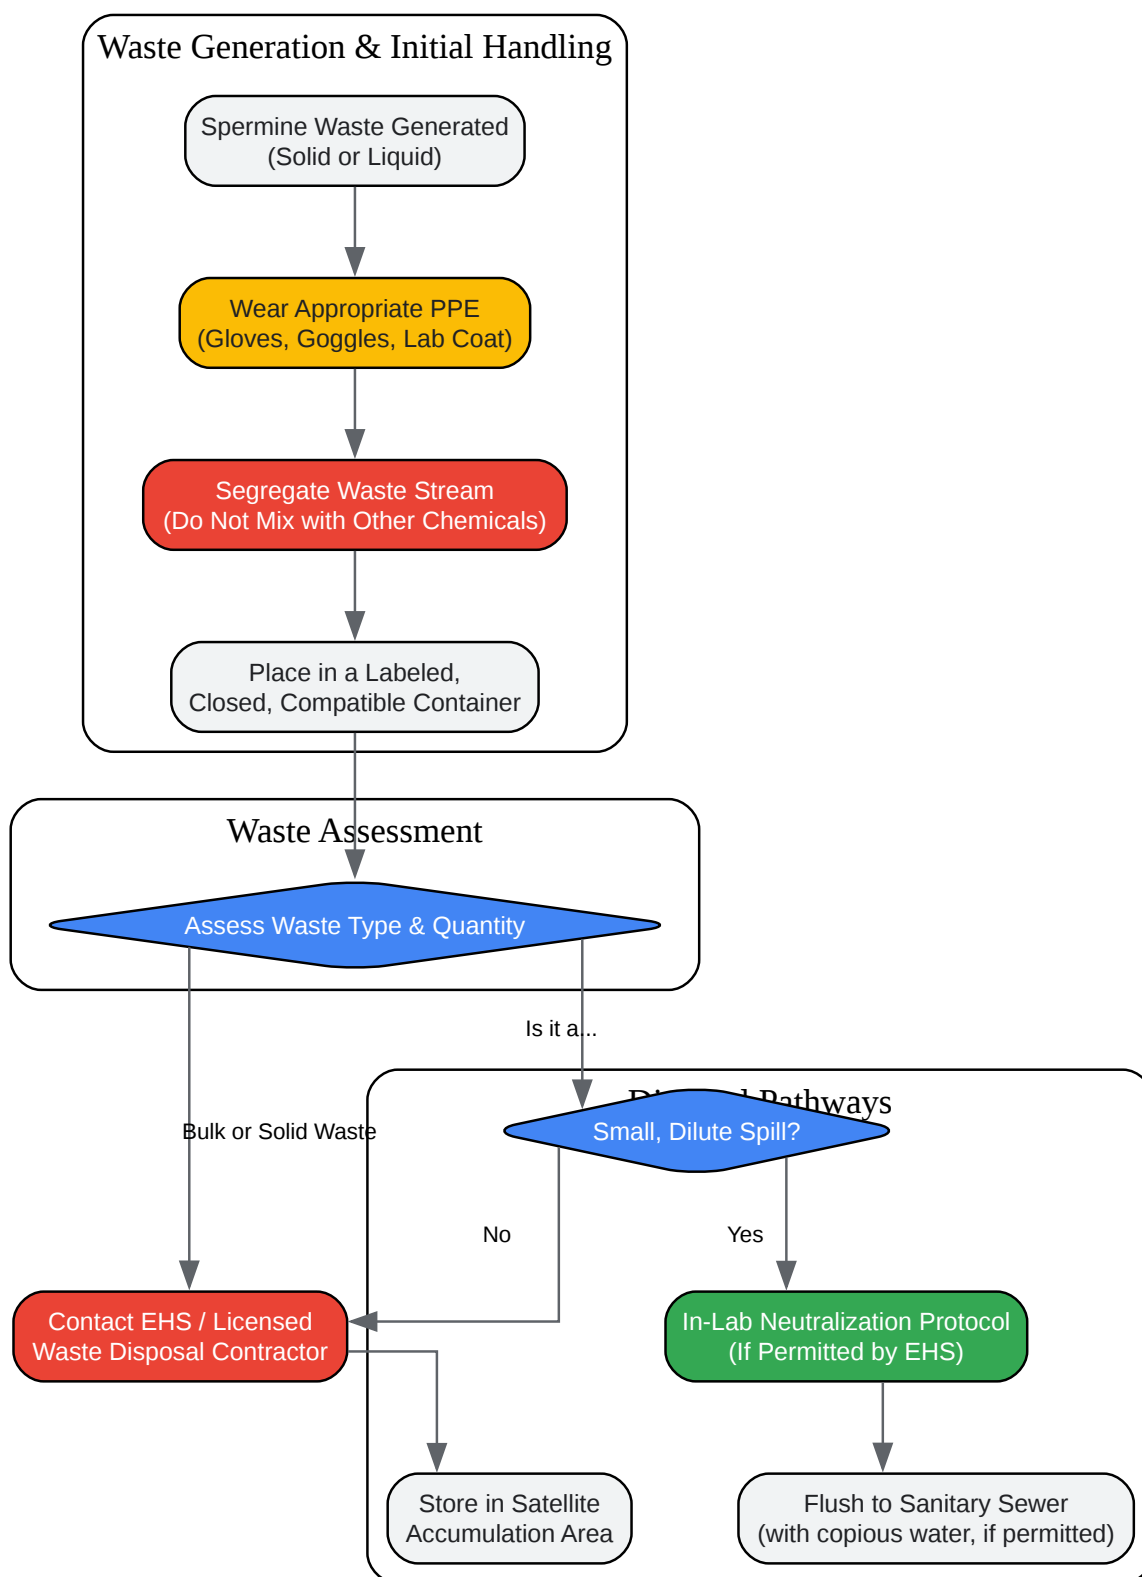 Waste Generation & Initial Handling
Spermine Waste Generated
(Solid or Liquid)
Wear Appropriate PPE
(Gloves, Goggles, Lab Coat)
Segregate Waste Stream
(Do Not Mix with Other Chemicals)
Place in a Labeled,
Closed, Compatible Container
Waste Assessment
Assess Waste Type & Quantity
Is it a...
Pathways
Small, Dilute Spill?
Bulk or Solid Waste
No
Yes
Contact EHS / Licensed
Waste Disposal Contractor
In-Lab Neutralization Protocol
(If Permitted by EHS)
Store in Satellite
Accumulation Area
Flush to Sanitary Sewer
(with copious water, if permitted)